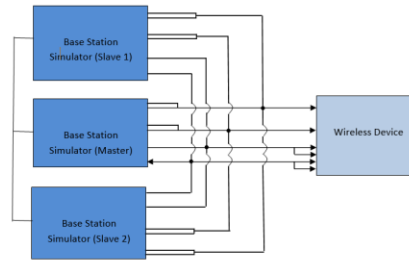 Base Station
Simulator (Slave 1)
Base Station
Simulator (Master)
Wireless Device
Base Station
Simulator (Slave 2)